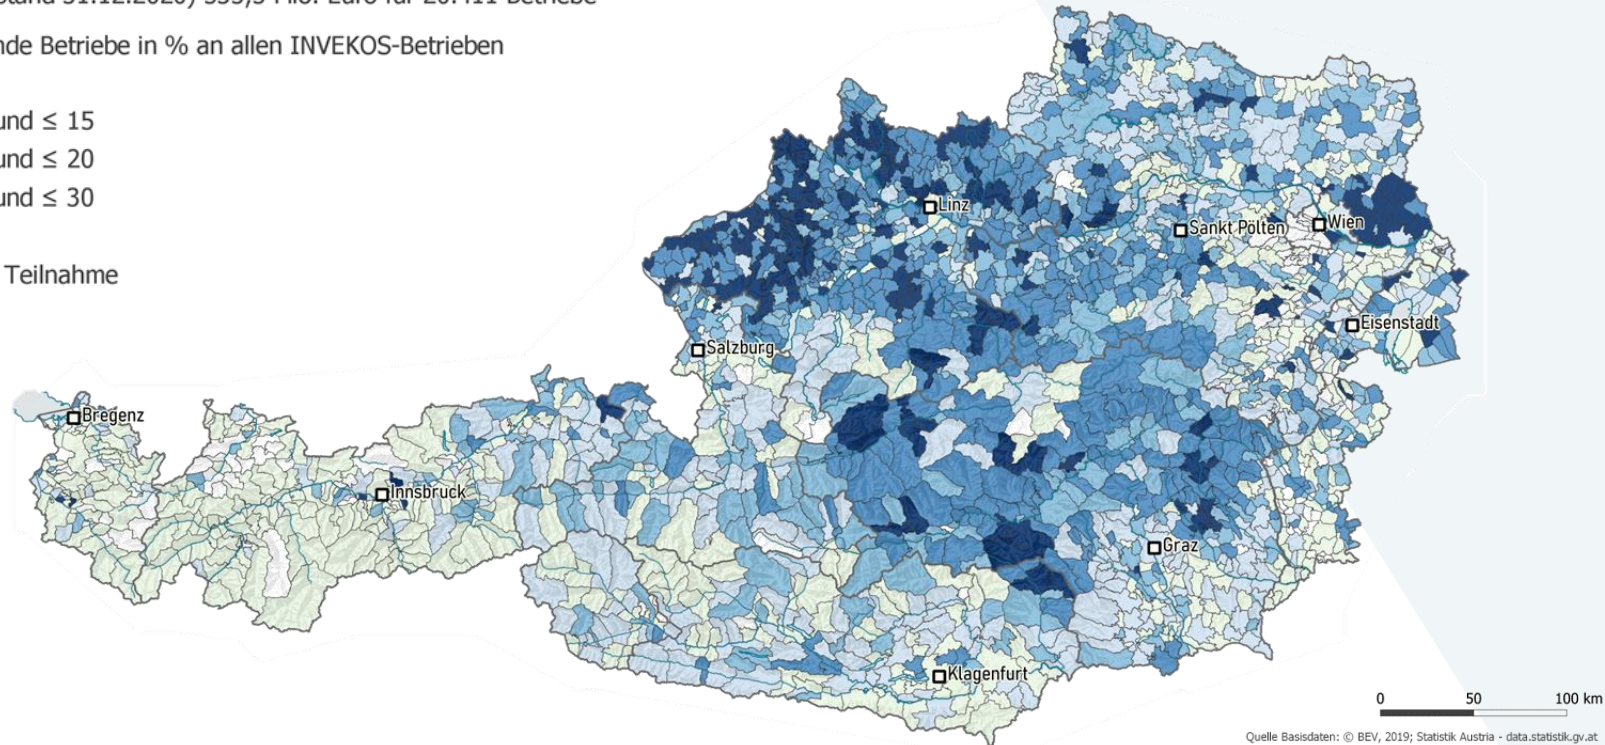 nde Betriebe in % an allen INVEKOS-Betrieben
und ≤ 15
und ≤ 20
und ≤ 30
Teilnahme
Linz
Sankt Pölten
Wien
Eisenstadt
Salzburg
Bregenz
Innsbruck
Graz
Klagenfurt
0 50 100 km
Quelle Basisdaten: © BEV, 2019; Statistik Austria - data.statistik.gv.at